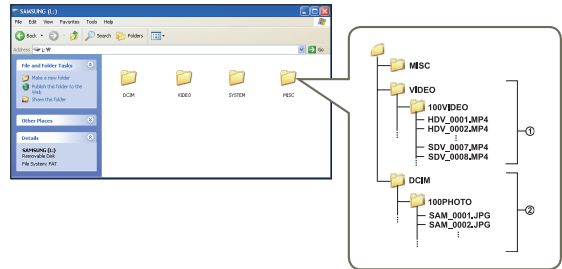 SAMSUNG (L:)
File Edit View Favorites Tools Help
Back Search Folders
Address L:\ Go
File and Folder Tasks
Make a new folder
Publish this folder to the Web
Share this folder
Other Places
Details
SAMSUNG (L:)
Removable Disk
File System: FAT
DCIM VIDEO SYSTEM MISC
MISC
VIDEO
100VIDEO
HDV_0001.MP4
HDV_0002.MP4
①
SDV_0007.MP4
SDV_0008.MP4
DCIM
100PHOTO
②
SAM_0001.JPG
SAM_0002.JPG